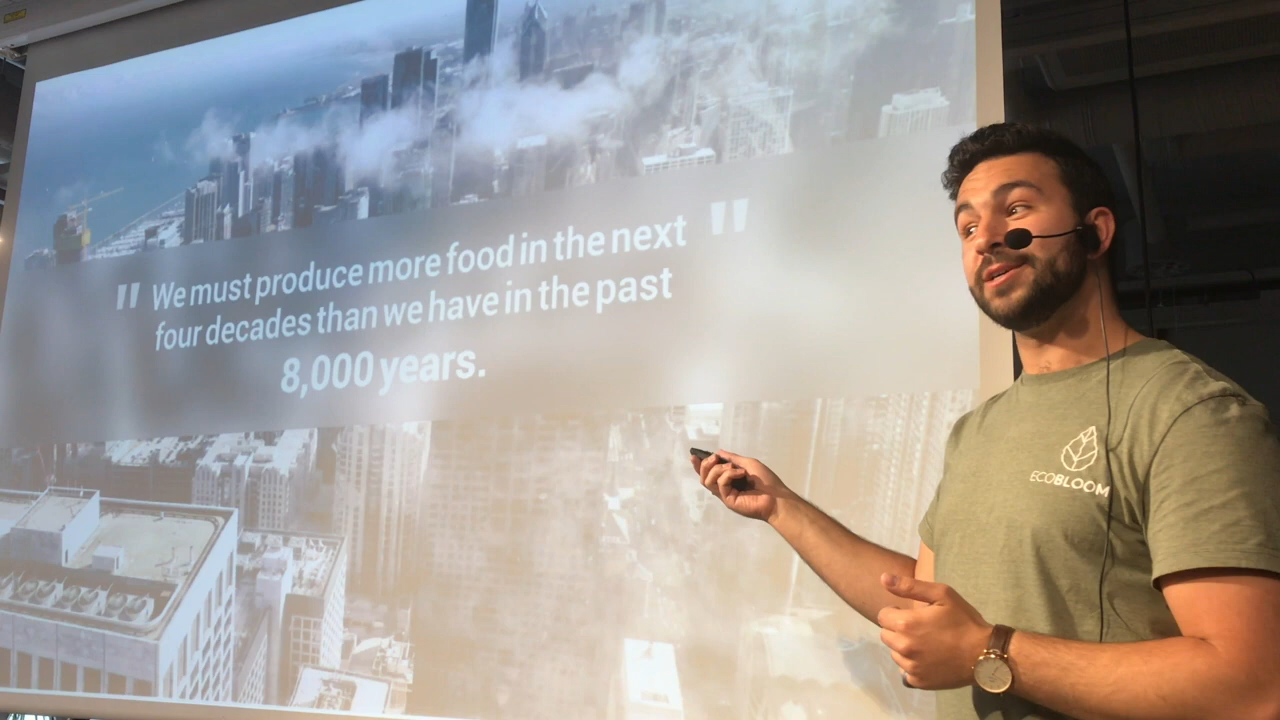 " We must produce more food in the next "
four decades than we have in the past
8,000 years.
ECOBLOOM